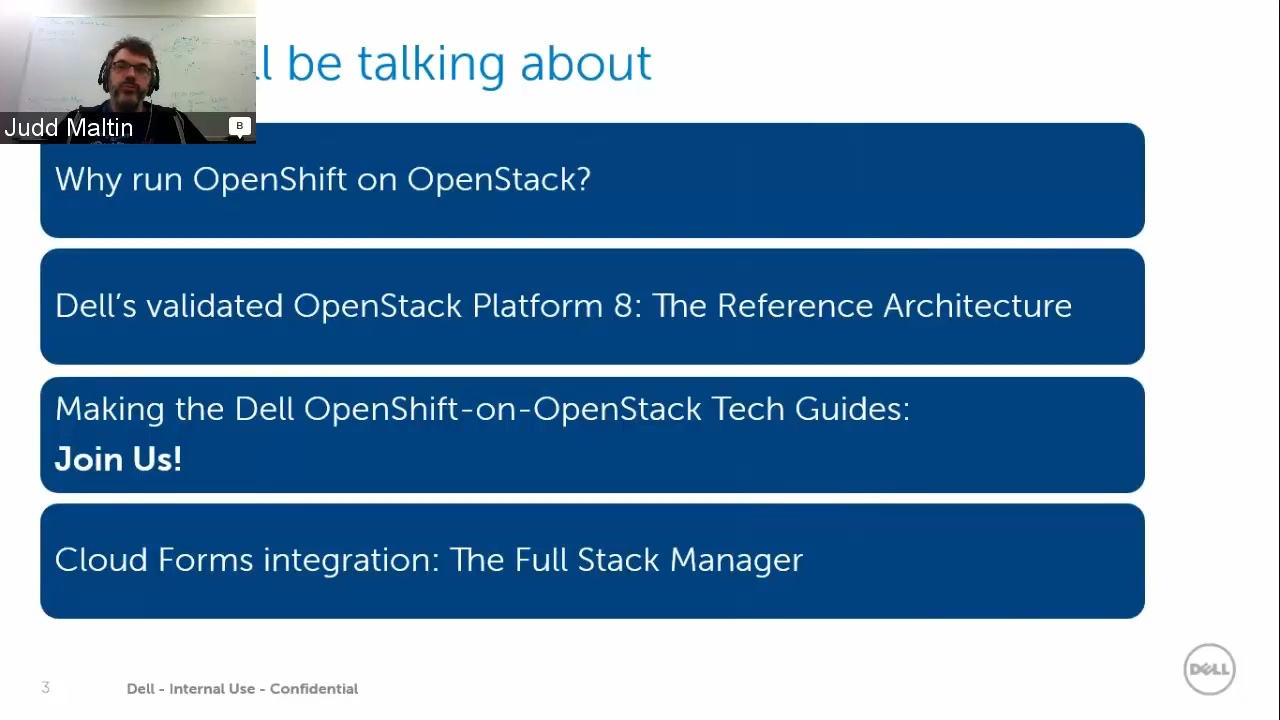 ll be talking about
Judd Maltin
B
Why run OpenShift on OpenStack?
Dell’s validated OpenStack Platform 8: The Reference Architecture
Making the Dell OpenShift-on-OpenStack Tech Guides:
Join Us!
Cloud Forms integration: The Full Stack Manager
3
Dell - Internal Use - Confidential
DELL